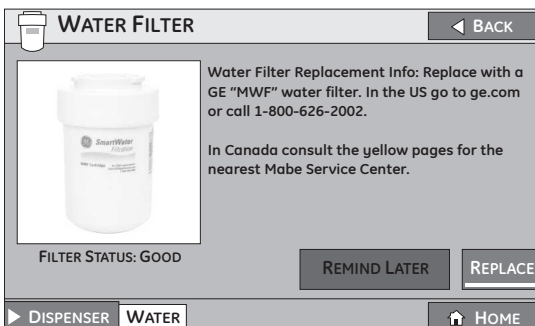 WATER FILTER
BACK
Water Filter Replacement Info: Replace with a
GE “MWF” water filter. In the US go to ge.com
or call 1-800-626-2002.
In Canada consult the yellow pages for the
nearest Mabe Service Center.
SmartWater
Filtration
FILTER STATUS: GOOD
REMIND LATER
REPLACE
DISPENSER
WATER
HOME